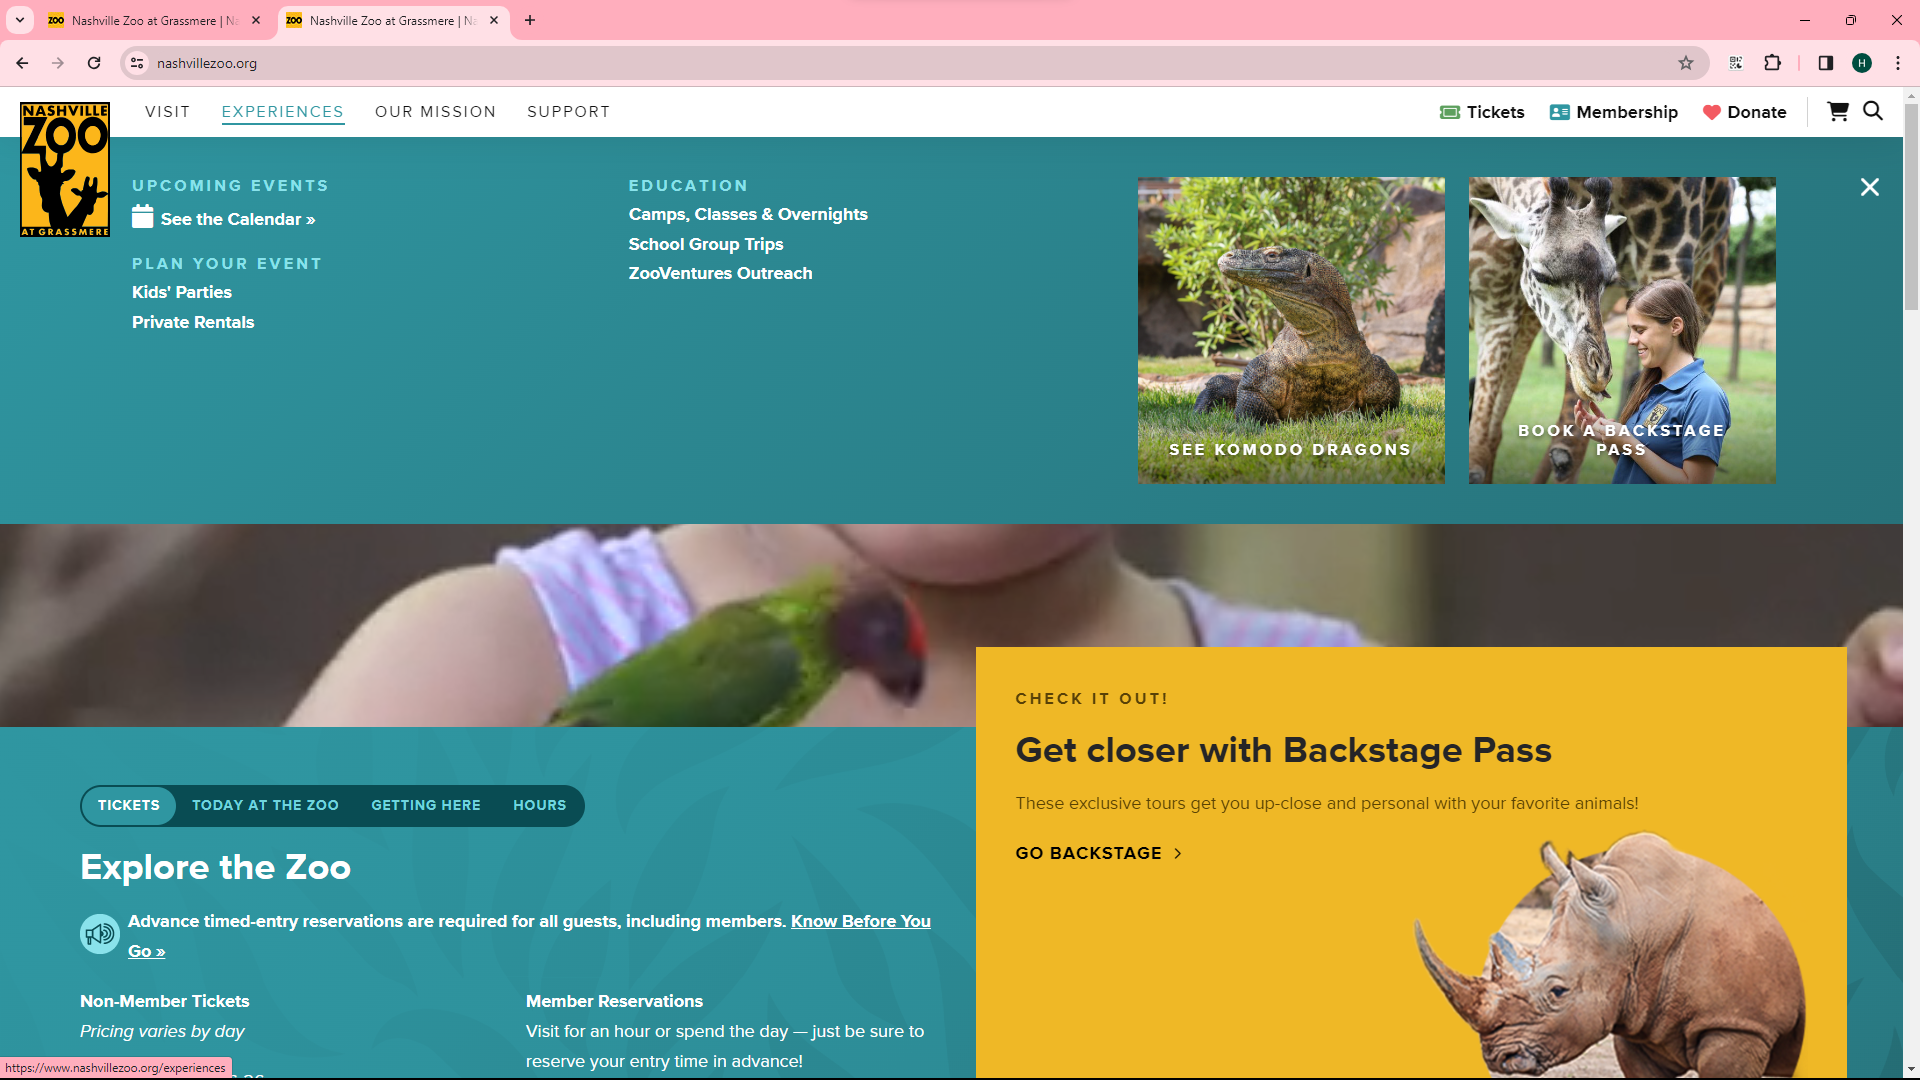 Nashville Zoo at Grassmere | Na
Nashville Zoo at Grassmere | Na
nashvillezoo.org
H
NASHVILLE
ZOO
AT GRASSMERE
VISIT
EXPERIENCES
OUR MISSION
SUPPORT
Tickets
Membership
Donate
UPCOMING EVENTS
See the Calendar »
PLAN YOUR EVENT
Kids' Parties
Private Rentals
EDUCATION
Camps, Classes & Overnights
School Group Trips
ZooVentures Outreach
SEE KOMODO DRAGONS
BOOK A BACKSTAGE
PASS
CHECK IT OUT!
Get closer with Backstage Pass
These exclusive tours get you up-close and personal with your favorite animals!
GO BACKSTAGE
TICKETS
TODAY AT THE ZOO
GETTING HERE
HOURS
Explore the Zoo
Advance timed-entry reservations are required for all guests, including members. Know Before You
Go »
Non-Member Tickets
Pricing varies by day
Member Reservations
Visit for an hour or spend the day — just be sure to
reserve your entry time in advance!
https://www.nashvillezoo.org/experiences